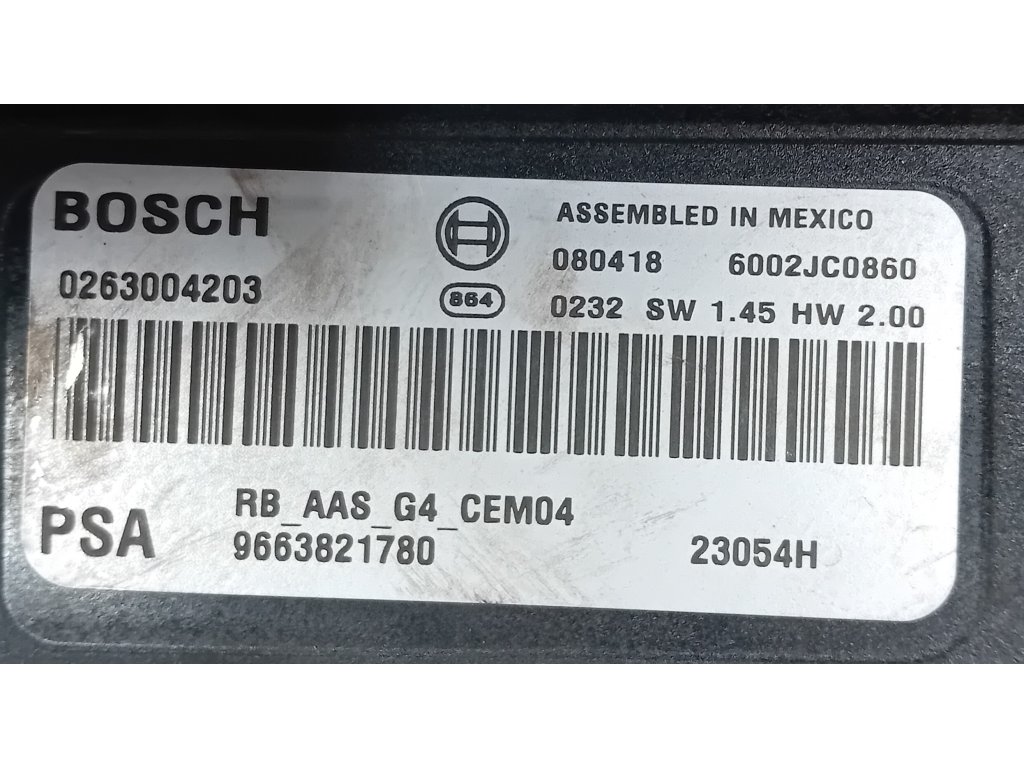 BOSCH
ASSEMBLED IN MEXICO
0263004203
080418 6002JC0860
864
0232 SW 1.45 HW 2.00
PSA
RB_AAS_G4_CEM04
9663821780
23054H